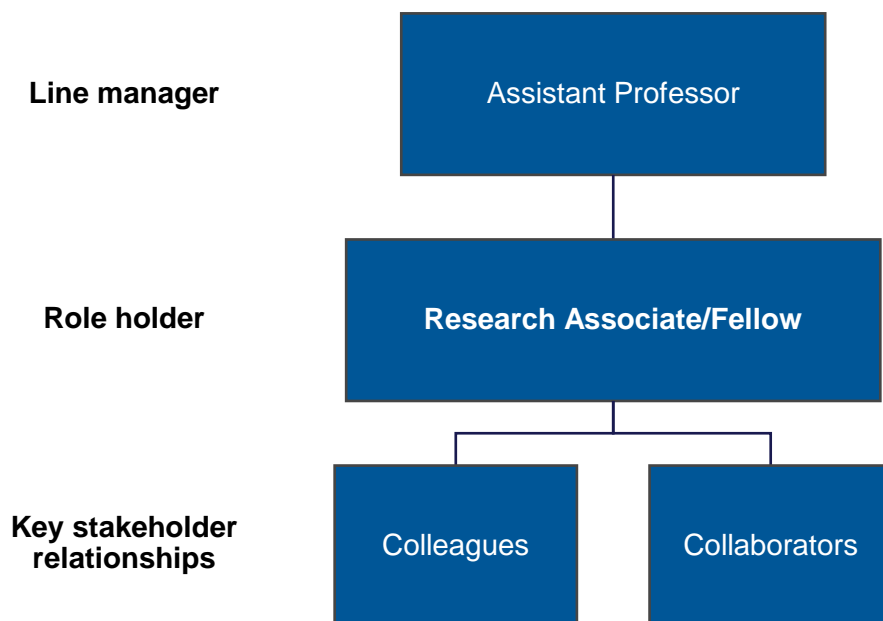 Line manager
Assistant Professor
Role holder
Research Associate/Fellow
Key stakeholder
relationships
Colleagues
Collaborators